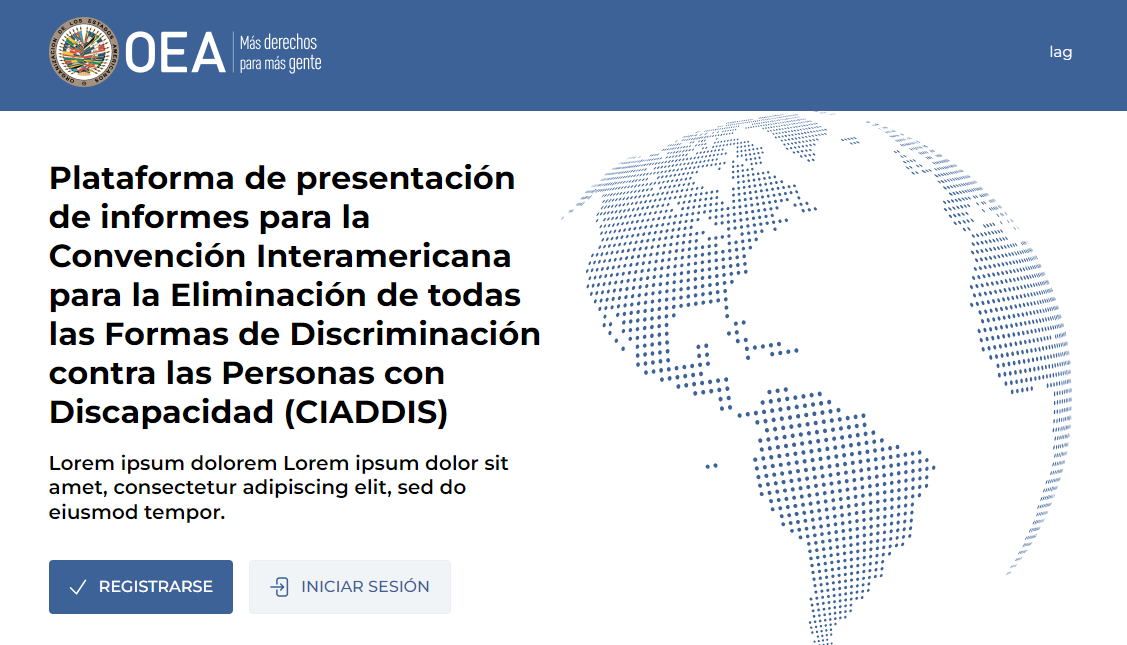 ORGANIZACION DE LOS ESTADOS AMERICANOS
OEA
Más derechos
para más gente
lag
Plataforma de presentación
de informes para la
Convención Interamericana
para la Eliminación de todas
las Formas de Discriminación
contra las Personas con
Discapacidad (CIADDIS)
Lorem ipsum dolorem Lorem ipsum dolor sit
amet, consectetur adipiscing elit, sed do
eiusmod tempor.
REGISTRARSE
INICIAR SESIÓN